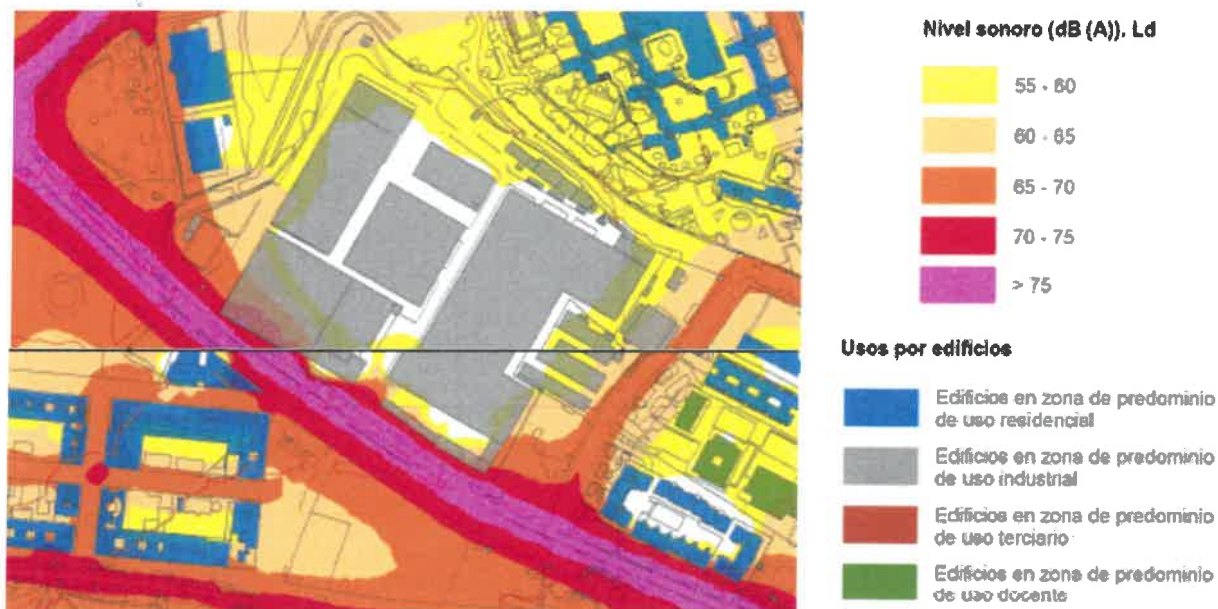 Nivel sonoro (dB (A)). Ld
55 - 60
60 - 65
65 - 70
70 - 75
> 75
Usos por edificios
Edificios en zona de predominio
de uso residencial
Edificios en zona de predominio
de uso industrial
Edificios en zona de predominio
de uso terciario
Edificios en zona de predominio
de uso docente